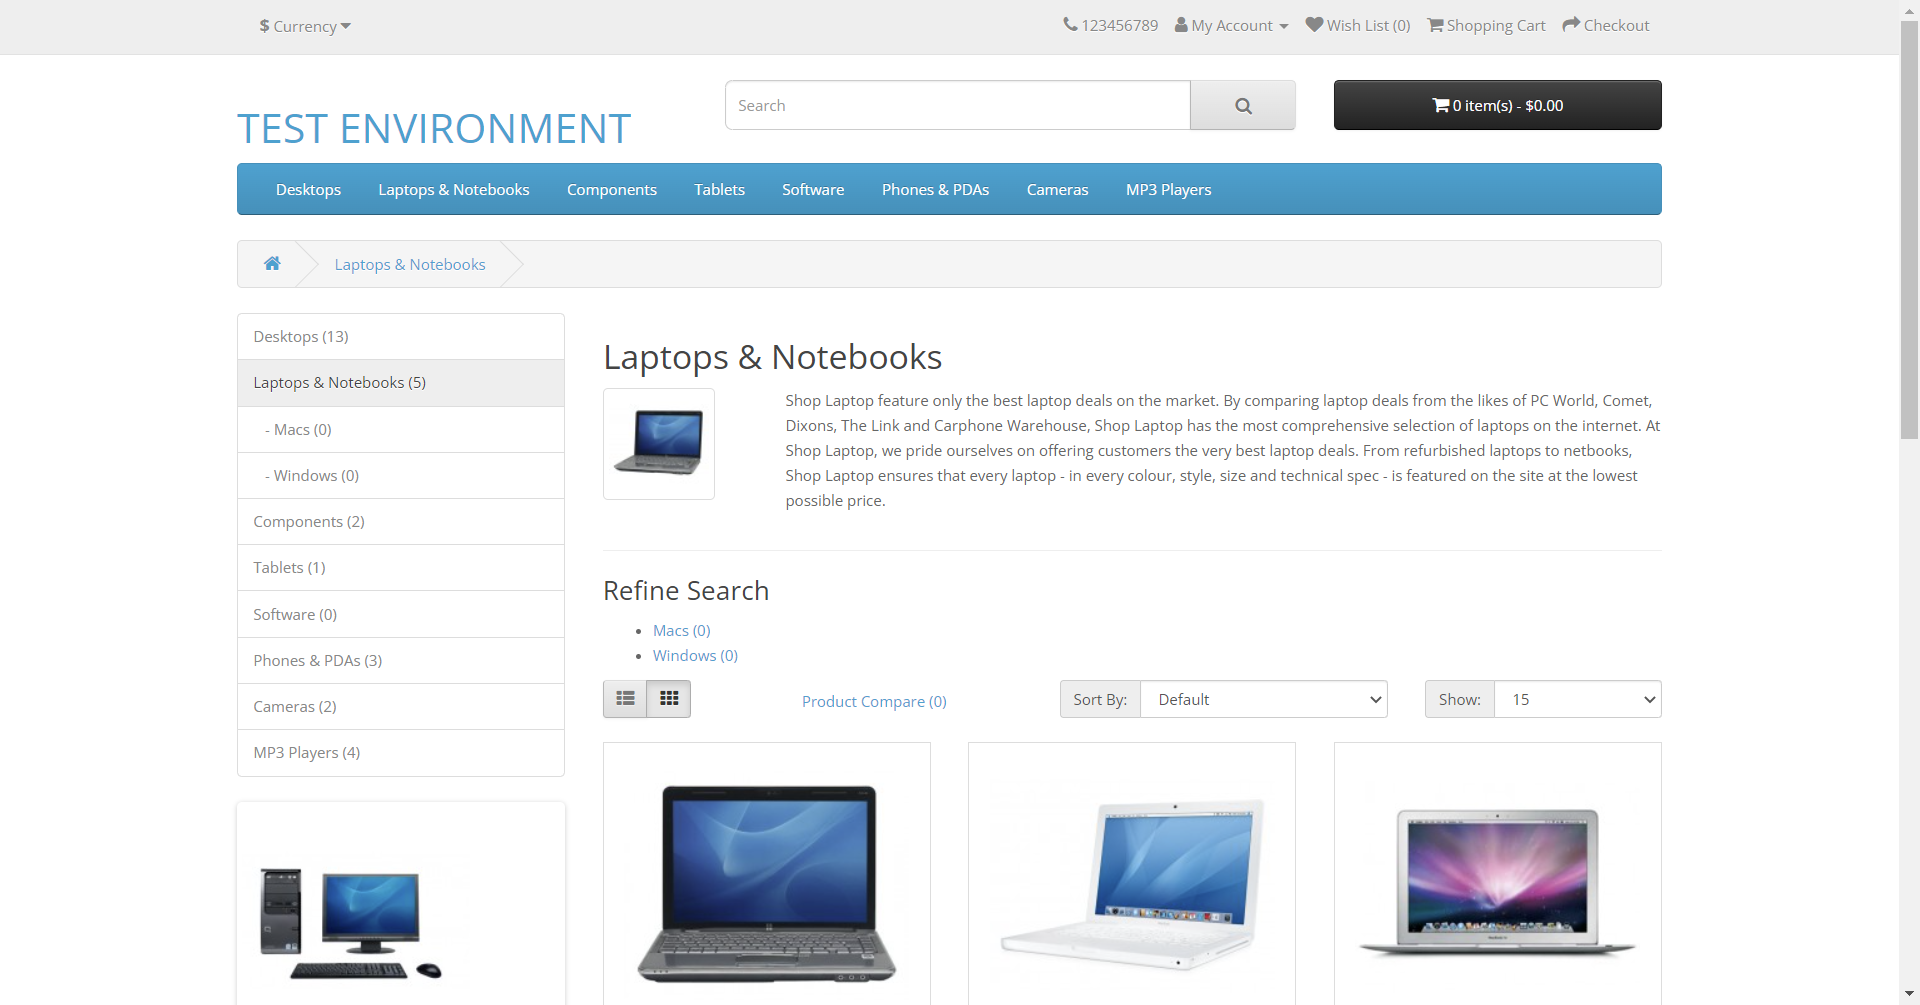 $ Currency
123456789 My Account Wish List (0) Shopping Cart Checkout
TEST ENVIRONMENT
Search
0 item(s) - $0.00
Desktops Laptops & Notebooks Components Tablets Software Phones & PDAs Cameras MP3 Players
Laptops & Notebooks
Desktops (13)
Laptops & Notebooks (5)
- Macs (0)
- Windows (0)
Components (2)
Tablets (1)
Software (0)
Phones & PDAs (3)
Cameras (2)
MP3 Players (4)
Laptops & Notebooks
Shop Laptop feature only the best laptop deals on the market. By comparing laptop deals from the likes of PC World, Comet,
Dixons, The Link and Carphone Warehouse, Shop Laptop has the most comprehensive selection of laptops on the internet. At
Shop Laptop, we pride ourselves on offering customers the very best laptop deals. From refurbished laptops to netbooks,
Shop Laptop ensures that every laptop - in every colour, style, size and technical spec - is featured on the site at the lowest
possible price.
Refine Search
Macs (0)
Windows (0)
Product Compare (0)
Sort By: Default
Show: 15